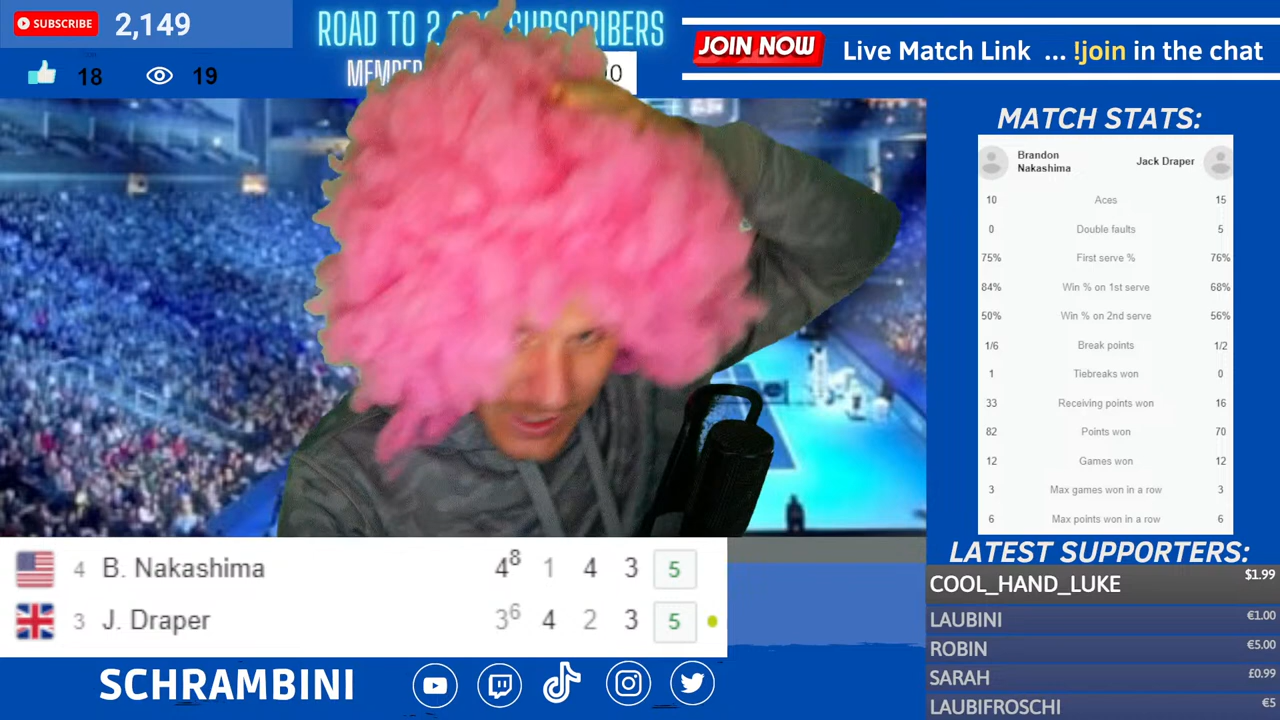 SUBSCRIBE 2,149
ROAD TO 2, SUBSCRIBERS
JOIN NOW
Live Match Link ... !join in the chat
18 19
MATCH STATS:
Brandon Nakashima Jack Draper
10 Aces 15
0 Double faults 5
75% First serve % 76%
84% Win % on 1st serve 68%
50% Win % on 2nd serve 56%
1/6 Break points 1/2
1 Tiebreaks won 0
33 Receiving points won 16
82 Points won 70
12 Games won 12
3 Max games won in a row 3
6 Max points won in a row 6
4 B. Nakashima 4⁸ 1 4 3 5
3 J. Draper 3⁶ 4 2 3 5
LATEST SUPPORTERS:
COOL_HAND_LUKE $1.99
LAUBINI €1.00
ROBIN €5.00
SARAH £0.99
LAUBIFROSCHI €5
SCHRAMBINI